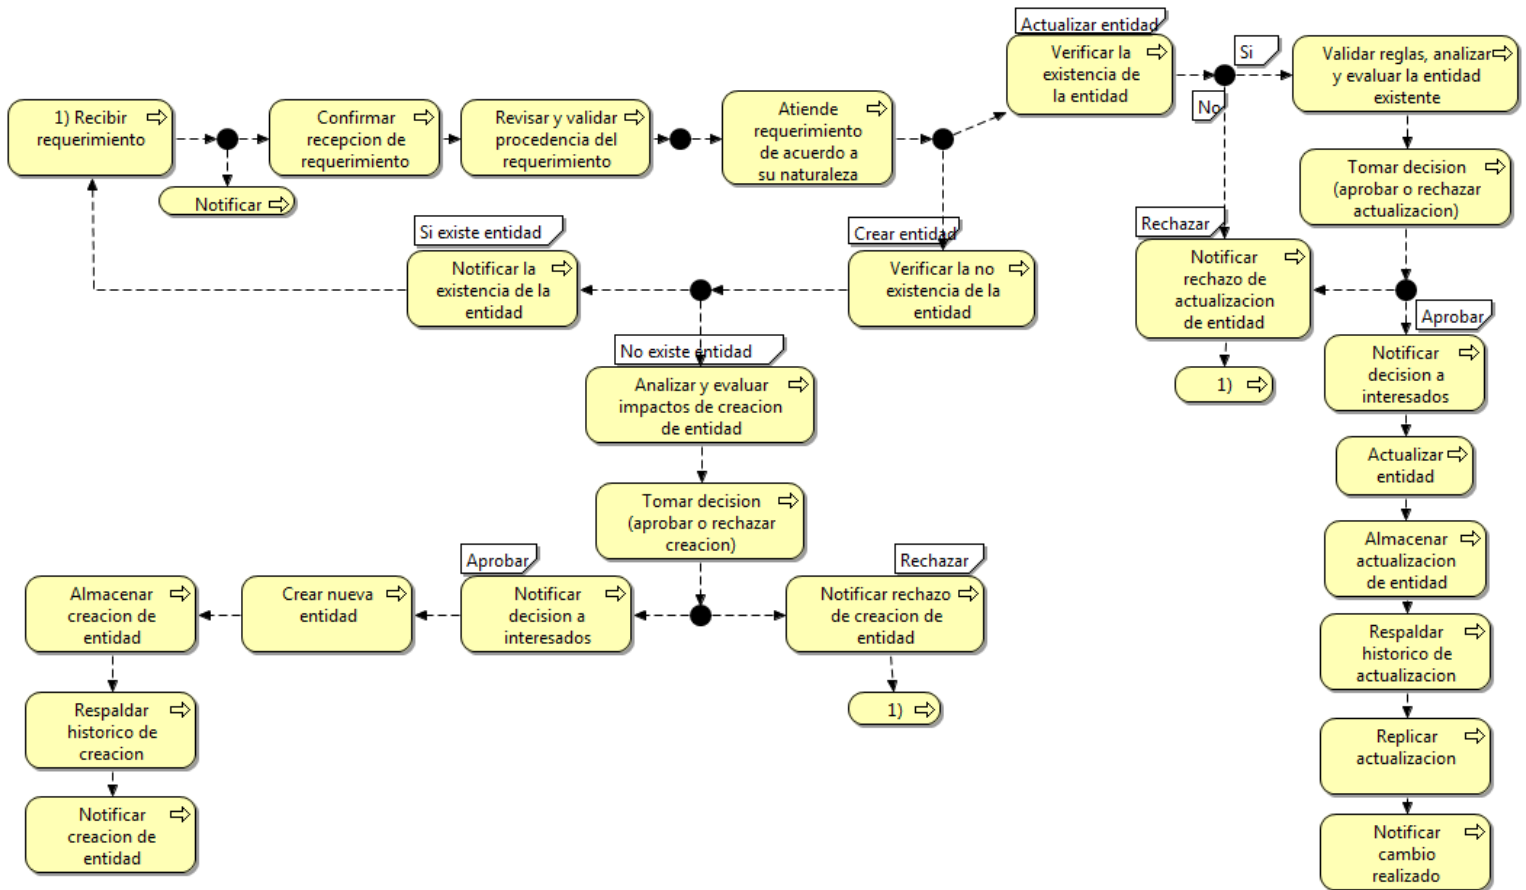 Actualizar entidad
Verificar la
existencia de
la entidad
Si
No
Validar reglas, analizar
y evaluar la entidad
existente
1) Recibir
requerimiento
Confirmar
recepcion de
requerimiento
Revisar y validar
procedencia del
requerimiento
Atiende
requerimiento
de acuerdo a
su naturaleza
Notificar
Tomar decision
(aprobar o rechazar
actualizacion)
Si existe entidad
Notificar la
existencia de la
entidad
Crear entidad
Verificar la no
existencia de la
entidad
Rechazar
Notificar
rechazo de
actualizacion
de entidad
1)
Aprobar
Notificar
decision a
interesados
No existe entidad
Analizar y evaluar
impactos de creacion
de entidad
Actualizar
entidad
Tomar decision
(aprobar o rechazar
creacion)
Almacenar
actualizacion
de entidad
Aprobar
Rechazar
Almacenar
creacion de
entidad
Crear nueva
entidad
Notificar
decision a
interesados
Notificar rechazo
de creacion de
entidad
1)
Respaldar
historico de
actualizacion
Respaldar
historico de
creacion
Replicar
actualizacion
Notificar
creacion de
entidad
Notificar
cambio
realizado